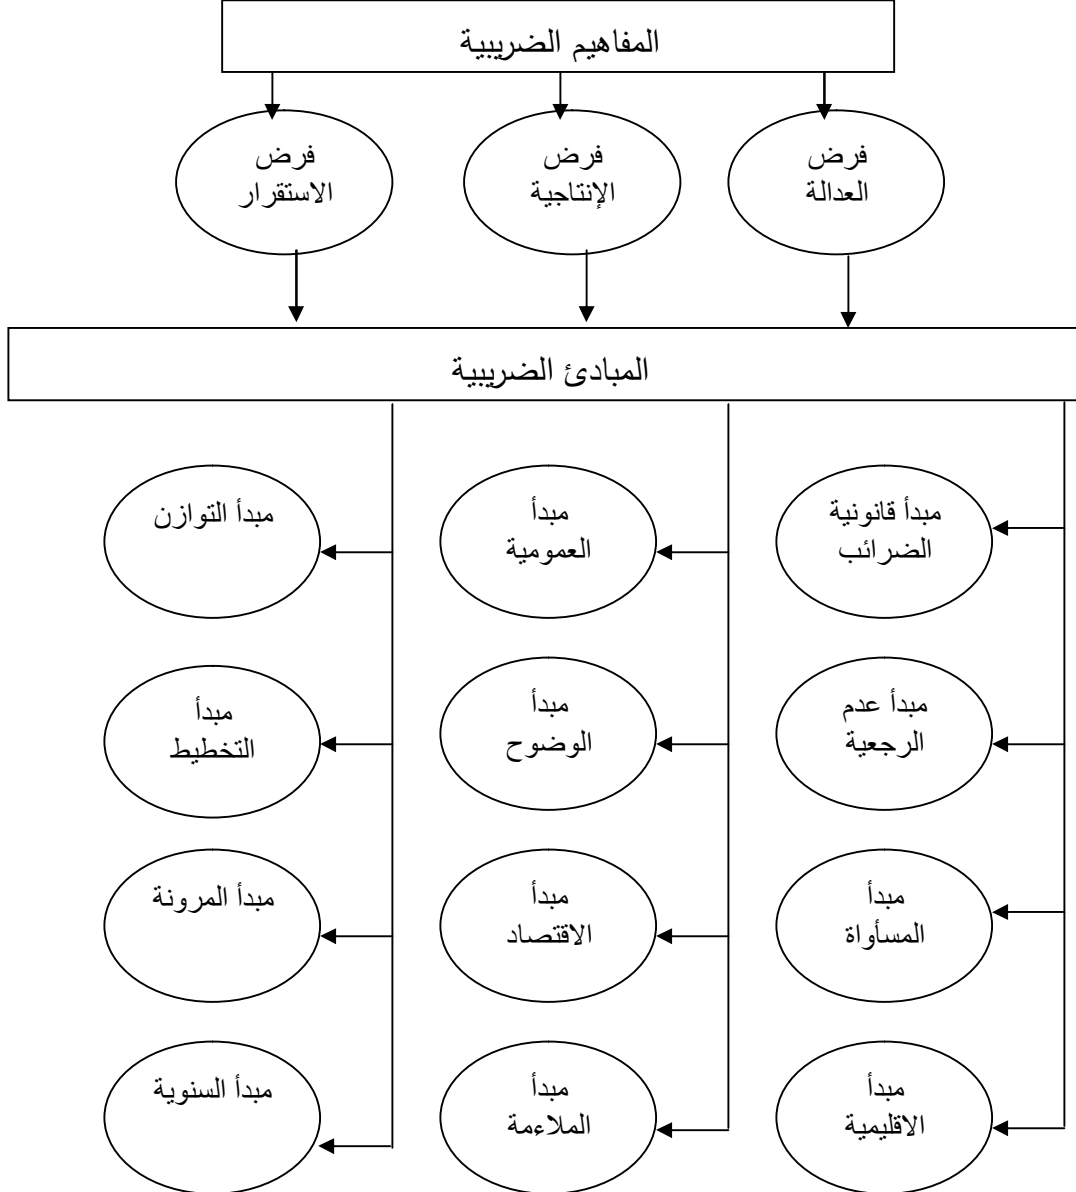 المفاهيم الضريبية
فرض
العدالة
فرض
الإنتاجية
فرض
الاستقرار
المبادئ الضريبية
مبدأ قانونية
الضرائب
مبدأ
العمومية
مبدأ التوازن
مبدأ عدم
الرجعية
مبدأ
الوضوح
مبدأ
التخطيط
مبدأ
المسأواة
مبدأ
الاقتصاد
مبدأ المرونة
مبدأ
الاقليمية
مبدأ
الملاءمة
مبدأ السنوية